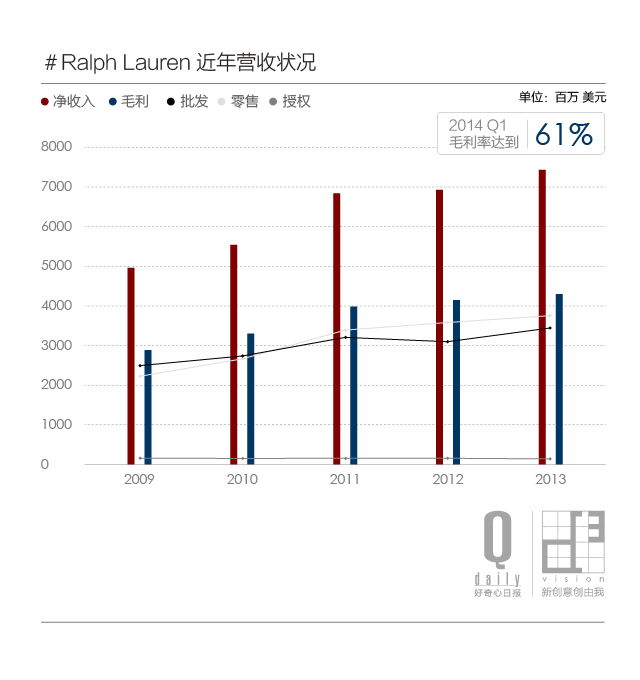 #Ralph Lauren 近年营收状况
净收入 毛利 批发 零售 授权
单位：百万 美元
2014 Q1
毛利率达到
61%
8000
7000
6000
5000
4000
3000
2000
1000
0
2009 2010 2011 2012 2013
Q
daily
好奇心日报
vision
新创意创由我